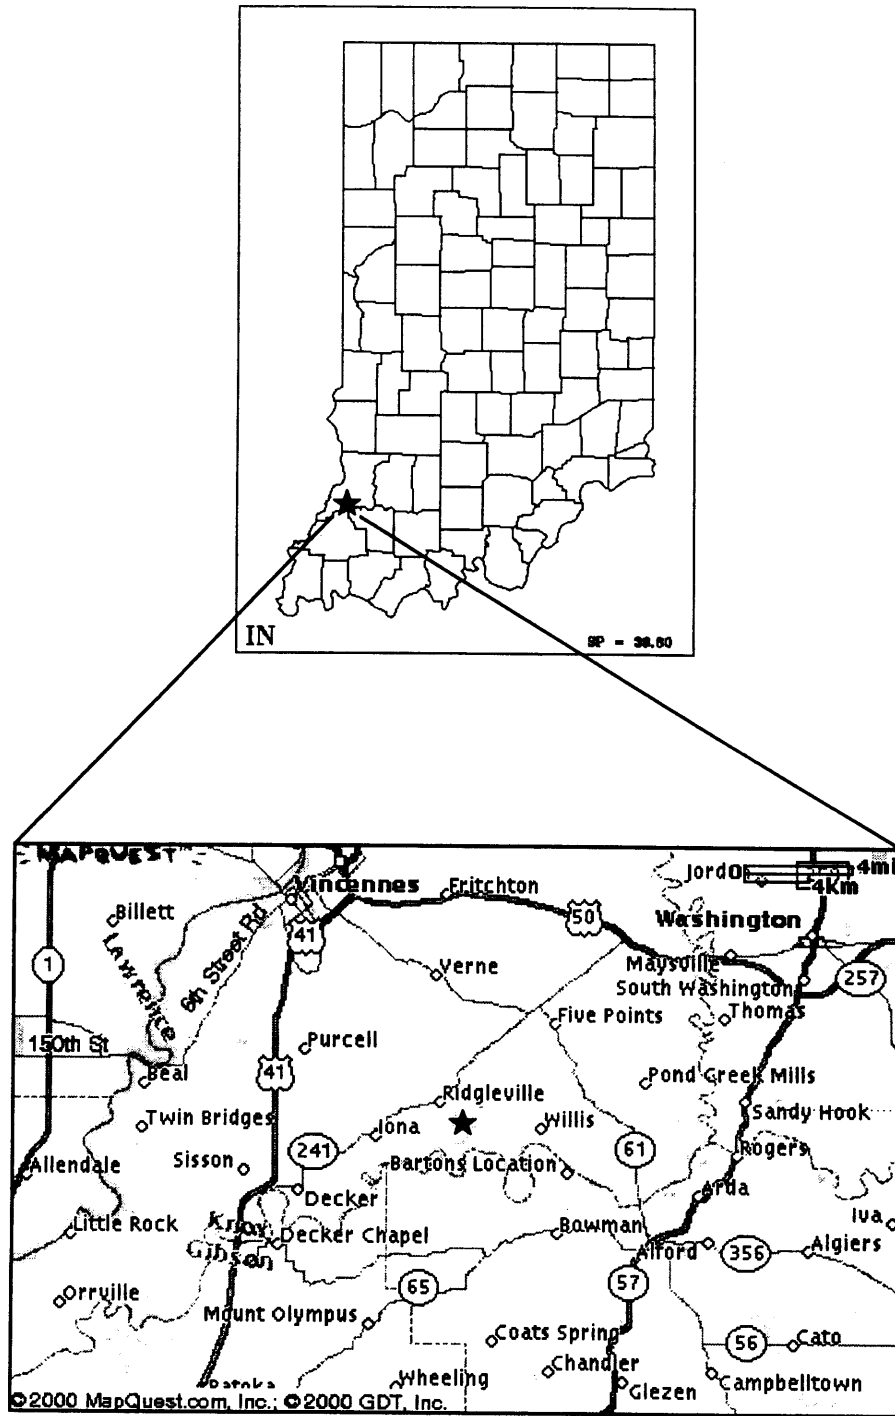 IN
SP = 38.60
MAPQUEST
Jord
4mi
4Km
Vincennes
Fritchton
Billett
50
Washington
6th Street Rd
41
Lawrence
1
Verne
Maysville
257
South Washington
Five Points
Thomas
150th St
Purcell
41
Beal
Pond Creek Mills
Ridgleville
Sandy Hook
Twin Bridges
Iona
Willis
241
61
Rogers
Allendale
Sisson
Bartons Location
Decker
Arda
Iva
Little Rock
Knox
Decker Chapel
Bowman
Gibson
Alford
356
Algiers
65
57
Orrville
Mount Olympus
Coats Spring
56
Cato
Chandler
Patoka
Wheeling
Glezen
Campbelltown
©2000 MapQuest.com, Inc.; ©2000 GDT, Inc.